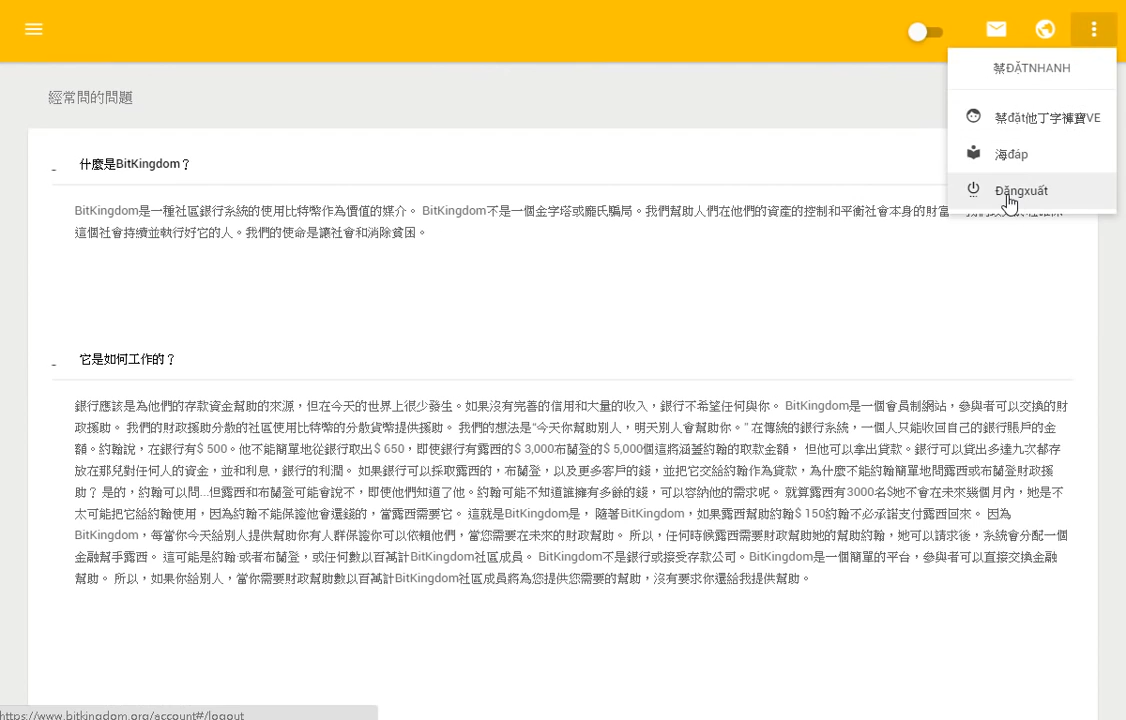 經常問的問題
幫ĐẶTNHANH
幫đặt他丁字褲寶VE
海đáp
Đăngxuất
什麼是BitKingdom?
BitKingdom是一種社區銀行系統的使用比特幣作為價值的媒介。 BitKingdom不是一個金字塔或龐氏騙局。我們幫助人們在他們的資產的控制和平衡社會本身的財富
這個社會持續並執行好它的人。我們的使命是讓社會和消除貧困。
它是如何工作的?
銀行應該是為他們的存款資金幫助的來源,但在今天的世界上很少發生。如果沒有完善的信用和大量的收入,銀行不希望任何與你。 BitKingdom是一個會員制網站,參與者可以交換的財
政援助。 我們的財政援助分散的社區使用比特幣的分散貨幣提供援助。 我們的想法是“今天你幫助別人,明天別人會幫助你。” 在傳統的銀行系統,一個人只能收回自己的銀行賬戶的金
額。約翰說,在銀行有$ 500。他不能簡單地從銀行取出$ 650,即使銀行有露西的$ 3,000布蘭登的$ 5,000個這將涵蓋約翰的取款金額, 但他可以拿出貸款。銀行可以貸出多達九次都存
放在那兒對任何人的資金,並和利息,銀行的利潤。 如果銀行可以採取露西的,布蘭登,以及更多客戶的錢,並把它交給約翰作為貸款,為什麼不能約翰簡單地問露西或布蘭登財政援
助? 是的,約翰可以問...但露西和布蘭登可能會說不,即使他們知道了他。約翰可能不知道誰擁有多餘的錢,可以容納他的需求呢。 就算露西有3000名$她不會在未來幾個月內,她是不
太可能把它給約翰使用,因為約翰不能保證他會還錢的,當露西需要它。 這就是BitKingdom是, 隨著BitKingdom,如果露西幫助約翰$ 150約翰不必承諾支付露西回來。 因為
BitKingdom,每當你今天給別人提供幫助你有人群保證你可以依賴他們,當您需要在未來的財政幫助。 所以,任何時候露西需要財政幫助她的幫助約翰,她可以請求後,系統會分配一個
金融幫手露西。 這可能是約翰·或者布蘭登,或任何數以百萬計BitKingdom社區成員。 BitKingdom不是銀行或接受存款公司。BitKingdom是一個簡單的平台,參與者可以直接交換金融
幫助。 所以,如果你給別人,當你需要財政幫助數以百萬計BitKingdom社區成員將為您提供您需要的幫助,沒有要求你還給我提供幫助。
https://www.bitkingdom.org/account#/logout